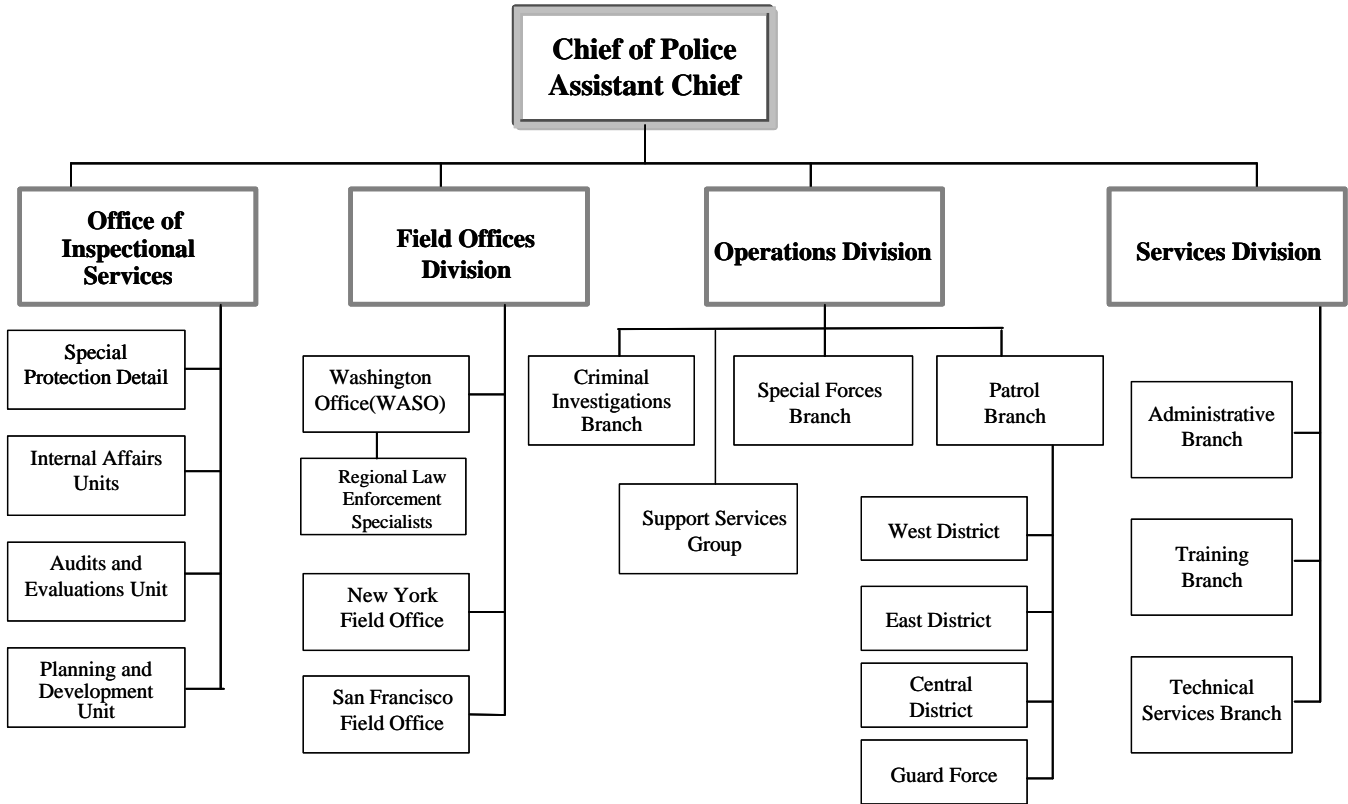 Chief of Police
Assistant Chief
Office of
Inspectional
Services
Field Offices
Division
Operations Division
Services Division
Special
Protection Detail
Internal Affairs
Units
Audits and
Evaluations Unit
Planning and
Development
Unit
Washington
Office(WASO)
Regional Law
Enforcement
Specialists
New York
Field Office
San Francisco
Field Office
Criminal
Investigations
Branch
Support Services
Group
Special Forces
Branch
Patrol
Branch
West District
East District
Central
District
Guard Force
Administrative
Branch
Training
Branch
Technical
Services Branch